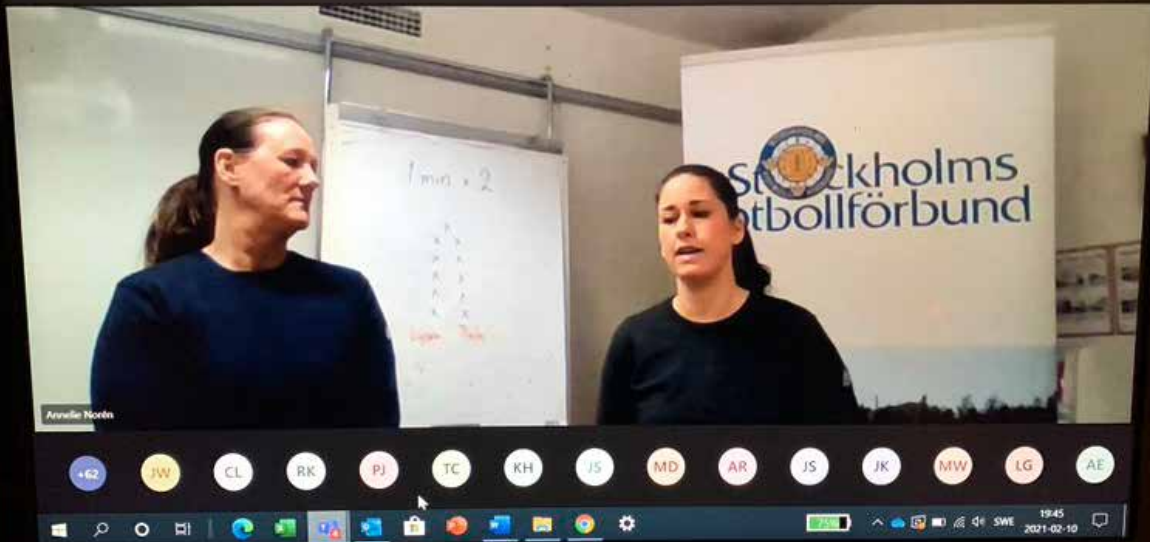 1 min x 2
Stockholms
fotbollförbund
Annelie Norén
+62
JW
CL
RK
PJ
TC
KH
JS
MD
AR
JS
JK
MW
LG
AE
75%
SWE
19:45
2021-02-10